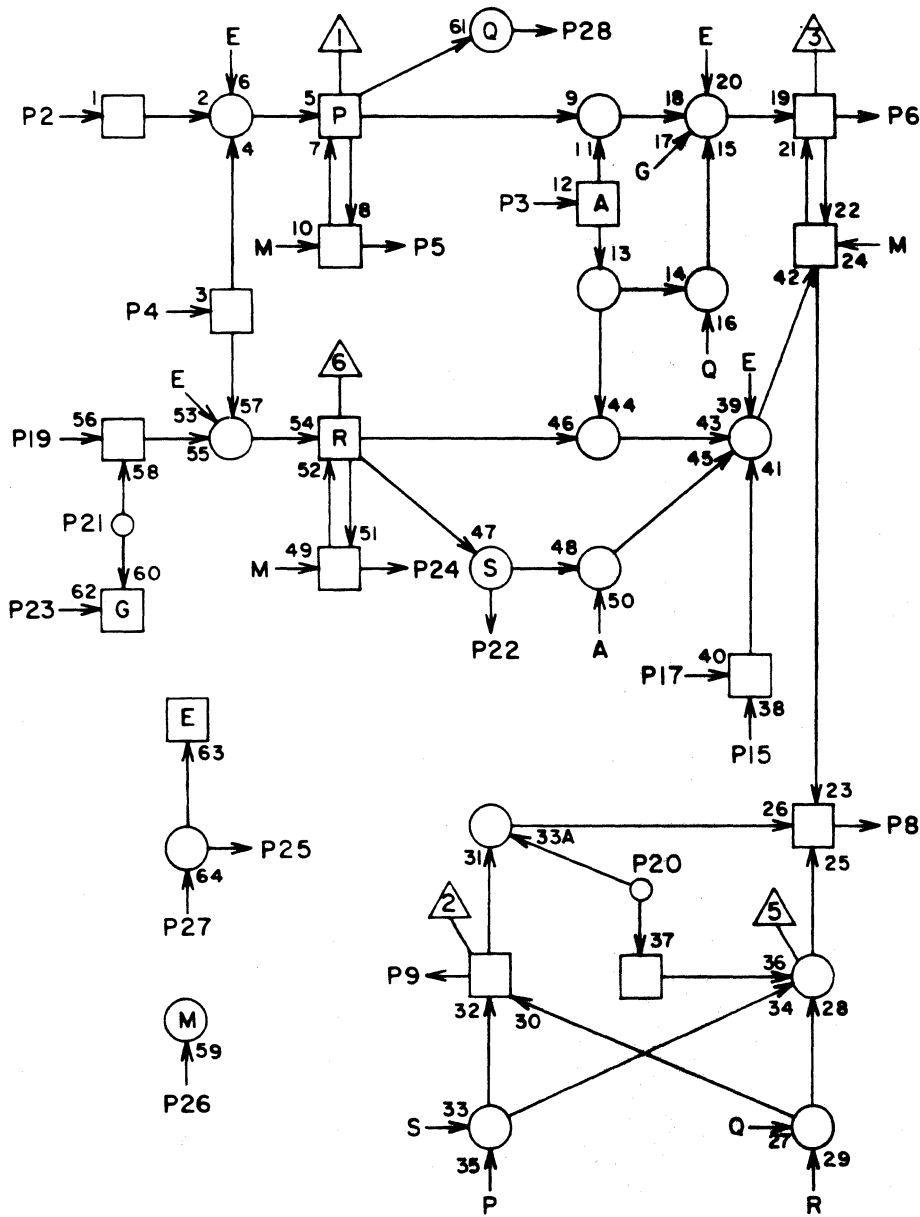 E 1 61 Q P28 E 3
6 20
P2 1 2 5 P 9 18 19 P6
4 7 11 17 15 21
G
8 12 22
10 P3 A
M P5 M
13 42 24
3 14
P4 16
6 Q E
E 57 44 39
56 53 54 R 46 43
P19 55 52 45 41
58
P21 51 47 48
60 49 S
62 M P24 50
P23 G P22 A
40
P17
E 38
63 P15
23
26 P8
P25 33A 25
64 31 P20
2 5
P27 37
36
P9
32 30 34 28
M
59
P26 33
S Q 27
35 29
P R